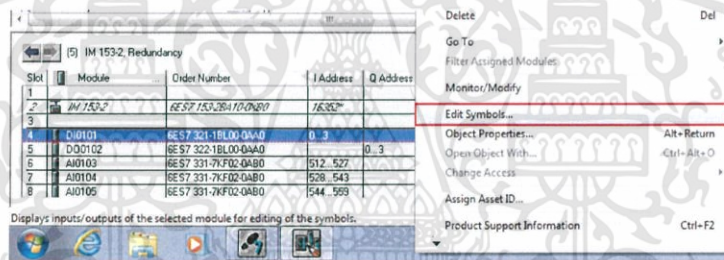 (5) IM 153-2, Redundancy
Slot Module ... Order Number I Address Q Address
1
2 IM 153-2 6ES7 153-2BA10-0XB0 16352*
3
4 DI0101 6ES7 321-1BL00-0AA0 0...3
5 DO0102 6ES7 322-1BL00-0AA0 0...3
6 AI0103 6ES7 331-7KF02-0AB0 512...527
7 AI0104 6ES7 331-7KF02-0AB0 528...543
8 AI0105 6ES7 331-7KF02-0AB0 544...559
Displays inputs/outputs of the selected module for editing of the symbols.
Delete Del
Go To
Filter Assigned Modules
Monitor/Modify
Edit Symbols...
Object Properties... Alt+Return
Open Object With... Ctrl+Alt+O
Change Access
Assign Asset ID...
Product Support Information Ctrl+F2